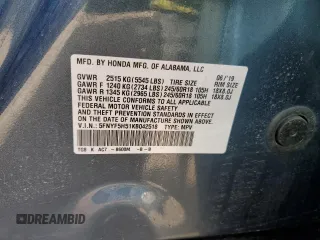 MFD. BY HONDA MFG. OF ALABAMA, LLC
06/'19
GVWR 2515 KG(5545 LBS) TIRE SIZE RIM SIZE
GAWR F 1240 KG(2734 LBS)245/60R18 105H 18X8.0J
GAWR R 1345 KG(2965 LBS)245/60R18 105H 18X8.0J
THIS VEHICLE CONFORMS TO ALL APPLICABLE
FEDERAL MOTOR VEHICLE SAFETY
AND THEFT PREVENTION STANDARDS IN EFFECT ON
THE DATE OF MANUFACTURE SHOWN ABOVE.
V.I.N.: 5FNYF5H51KB042518 TYPE: MPV
DREAMBID